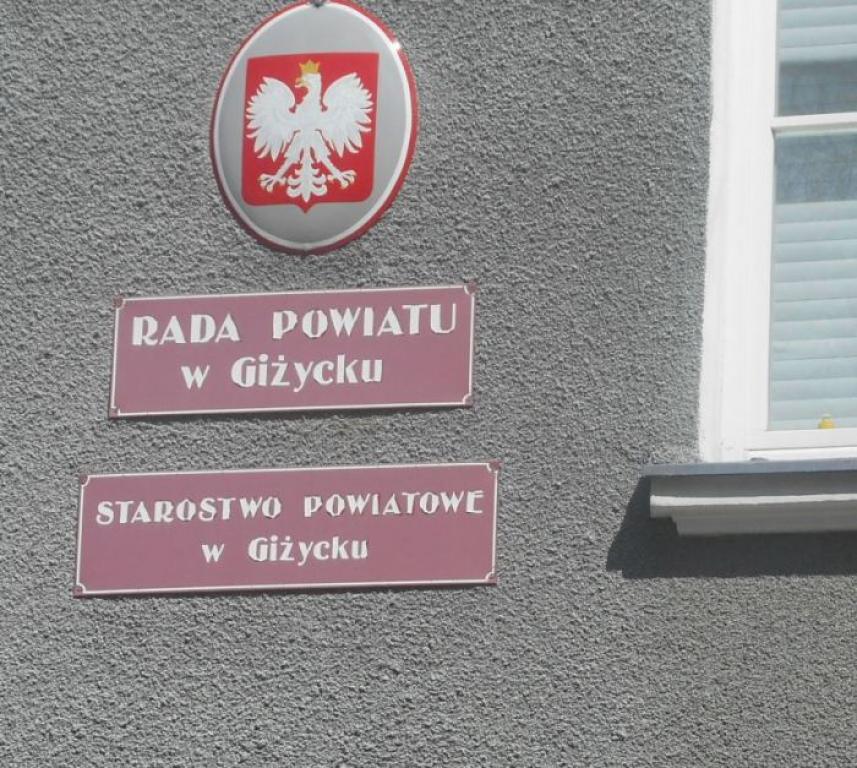 RADA POWIATU
w Giżycku
STAROSTWO POWIATOWE
w Giżycku